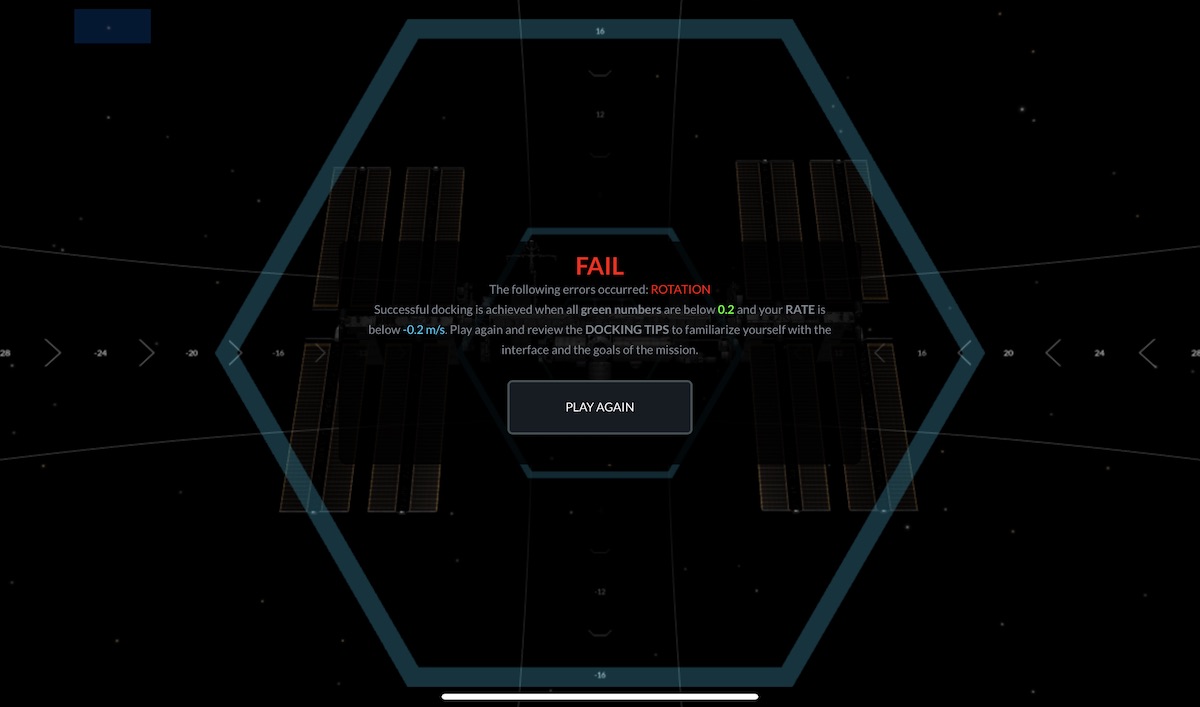 16
12
FAIL
The following errors occurred: ROTATION
Successful docking is achieved when all green numbers are below 0.2 and your RATE is
below -0.2 m/s. Play again and review the DOCKING TIPS to familiarize yourself with the
interface and the goals of the mission.
28 -24 -20 -16 16 20 24 28
PLAY AGAIN
-12
-16